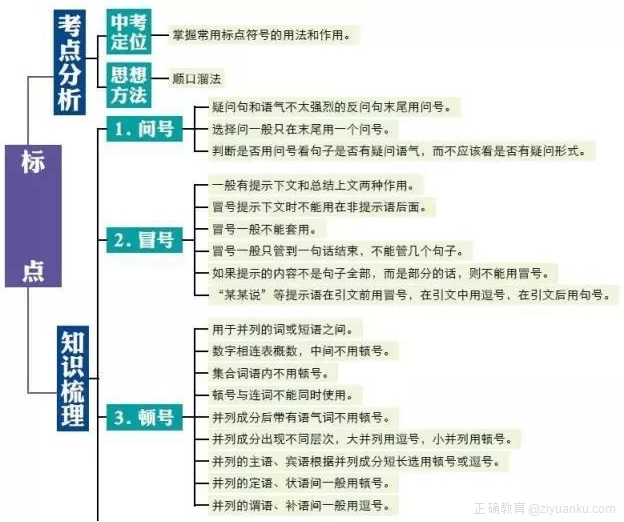 标点
考点分析
中考定位
掌握常用标点符号的用法和作用。
思想方法
顺口溜法
知识梳理
1. 问号
疑问句和语气不太强烈的反问句末尾用问号。
选择问一般只在末尾用一个问号。
判断是否用问号看句子是否有疑问语气，而不应该看是否有疑问形式。
2. 冒号
一般有提示下文和总结上文两种作用。
冒号提示下文时不能用在非提示语后面。
冒号一般不能套用。
冒号一般只管到一句话结束，不能管几个句子。
如果提示的内容不是句子全部，而是部分的话，则不能用冒号。
“某某说”等提示语在引文前用冒号，在引文中用逗号，在引文后用句号。
3. 顿号
用于并列的词或短语之间。
数字相连表概数，中间不用顿号。
集合词语内不用顿号。
顿号与连词不能同时使用。
并列成分后带有语气词不用顿号。
并列成分出现不同层次，大并列用逗号，小并列用顿号。
并列的主语、宾语根据并列成分短长选用顿号或逗号。
并列的定语、状语间一般用顿号。
并列的谓语、补语间一般用逗号。
正确教育@ziyuanku.com